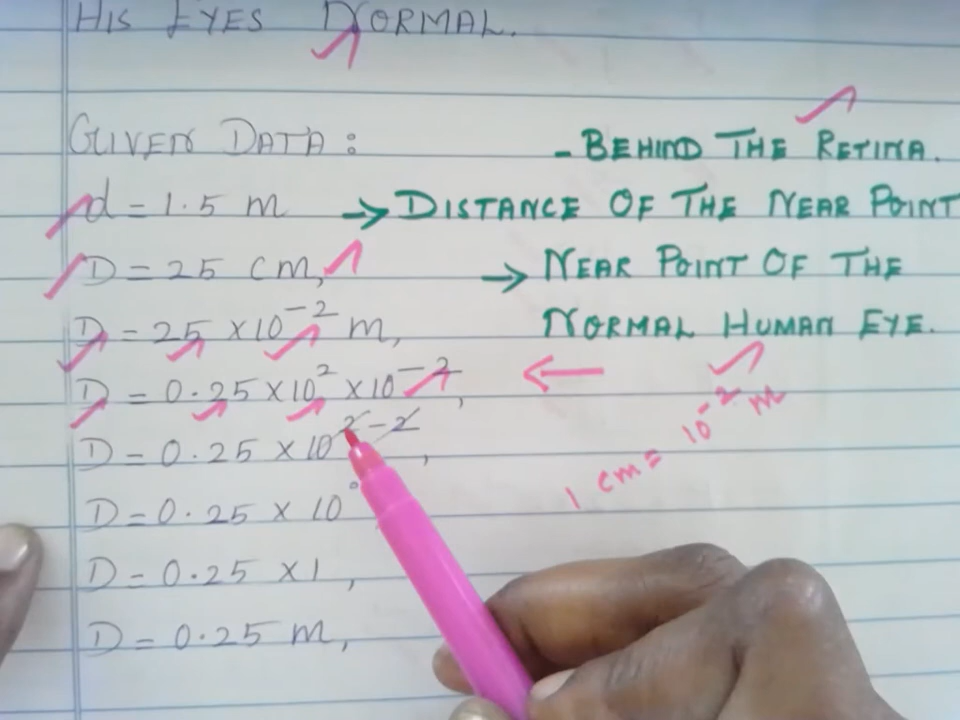 HIS EYES NORMAL.
GIVEN DATA:
- BEHIND THE RETINA.
d = 1.5 m → DISTANCE OF THE NEAR POINT
D = 25 cm, → NEAR POINT OF THE
D = 25 × 10⁻² m, NORMAL HUMAN EYE.
D = 0.25 × 10² × 10⁻², ←
1 cm = 10⁻² m
D = 0.25 × 10²⁻²,
D = 0.25 × 10⁰
D = 0.25 × 1,
D = 0.25 m,